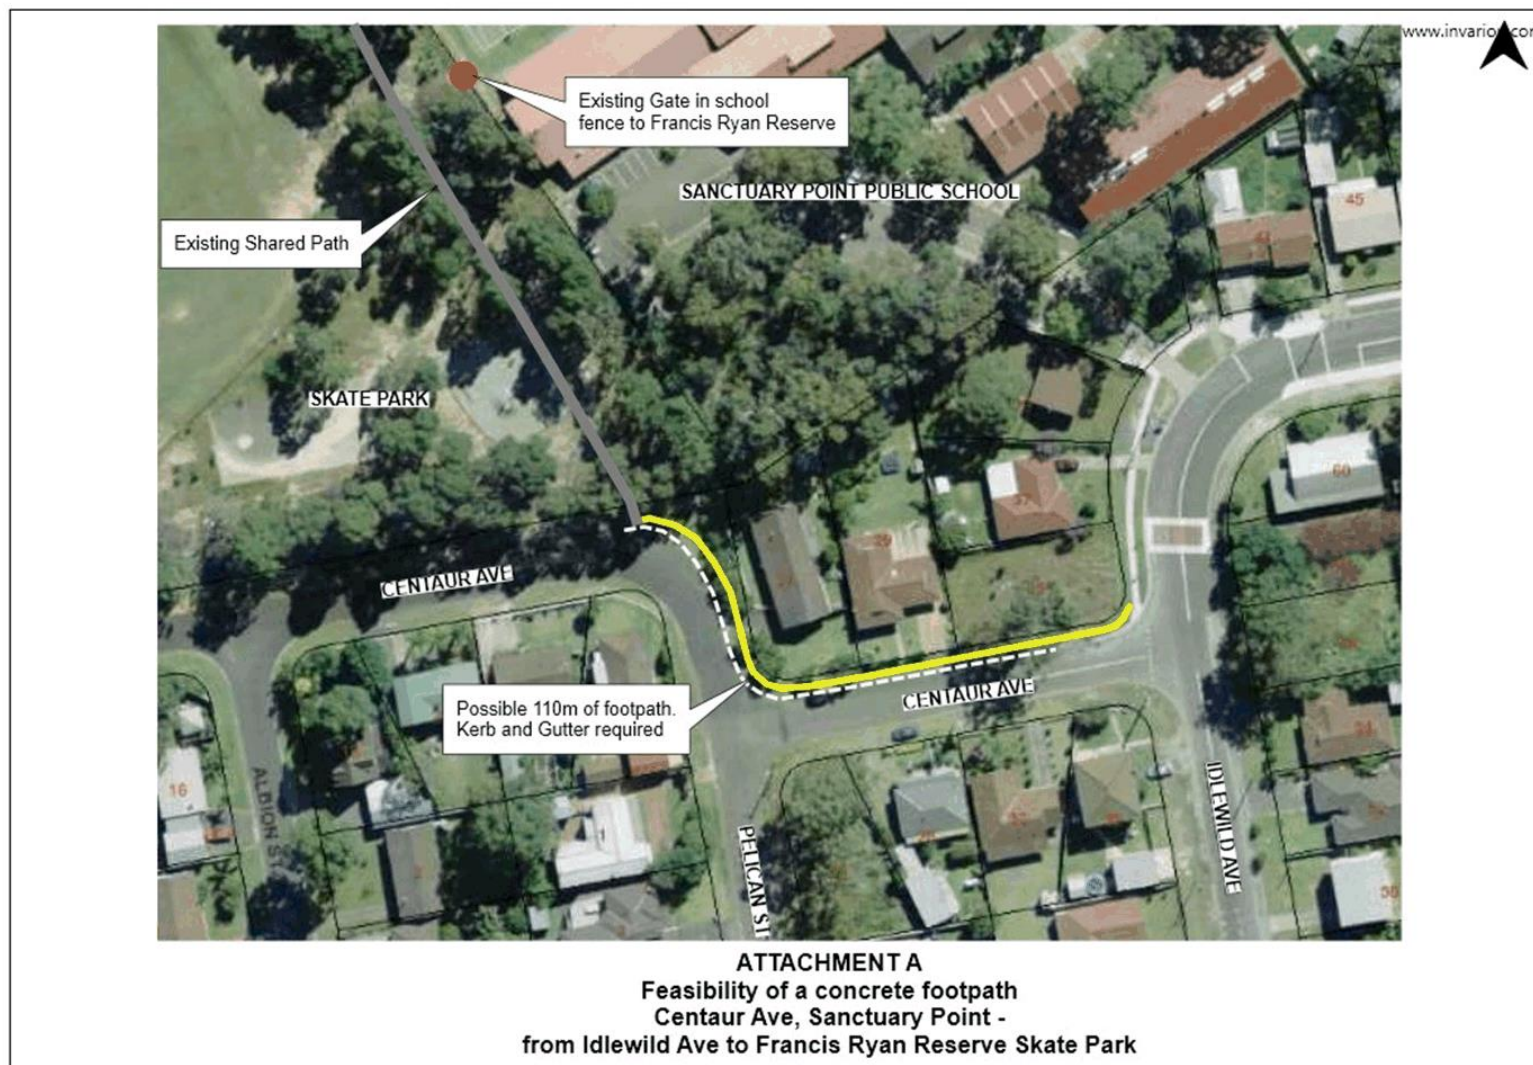 www.invarion.com
Existing Gate in school
fence to Francis Ryan Reserve
SANCTUARY POINT PUBLIC SCHOOL
45
Existing Shared Path
SKATE PARK
60
37
29
CENTAUR AVE
CENTAUR AVE
Possible 110m of footpath.
Kerb and Gutter required
16
ALBION ST
1
PELICAN ST
IDLEWILD AVE
ATTACHMENT A
Feasibility of a concrete footpath
Centaur Ave, Sanctuary Point -
from Idlewild Ave to Francis Ryan Reserve Skate Park